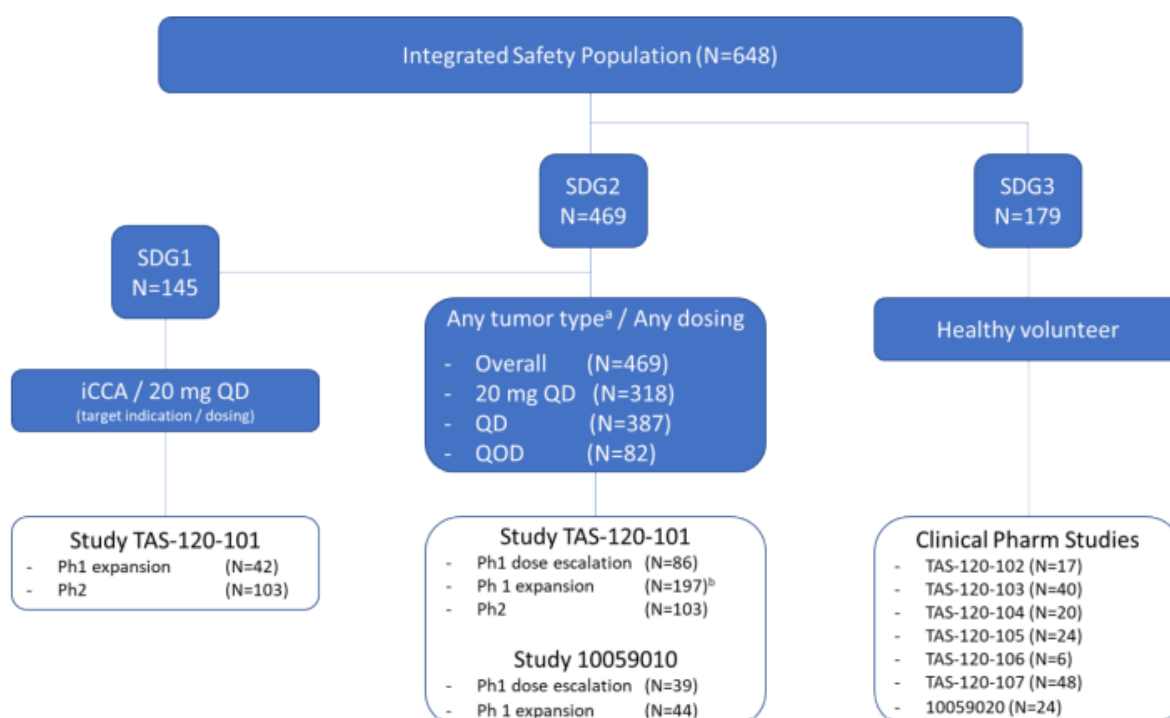 Integrated Safety Population (N=648)
SDG2
N=469
SDG3
N=179
SDG1
N=145
Any tumor typeᵃ / Any dosing
- Overall (N=469)
- 20 mg QD (N=318)
- QD (N=387)
- QOD (N=82)
Healthy volunteer
iCCA / 20 mg QD
(target indication / dosing)
Study TAS-120-101
- Ph1 expansion (N=42)
- Ph2 (N=103)
Study TAS-120-101
- Ph1 dose escalation (N=86)
- Ph 1 expansion (N=197)ᵇ
- Ph2 (N=103)
Study 10059010
- Ph1 dose escalation (N=39)
- Ph 1 expansion (N=44)
Clinical Pharm Studies
- TAS-120-102 (N=17)
- TAS-120-103 (N=40)
- TAS-120-104 (N=20)
- TAS-120-105 (N=24)
- TAS-120-106 (N=6)
- TAS-120-107 (N=48)
- 10059020 (N=24)